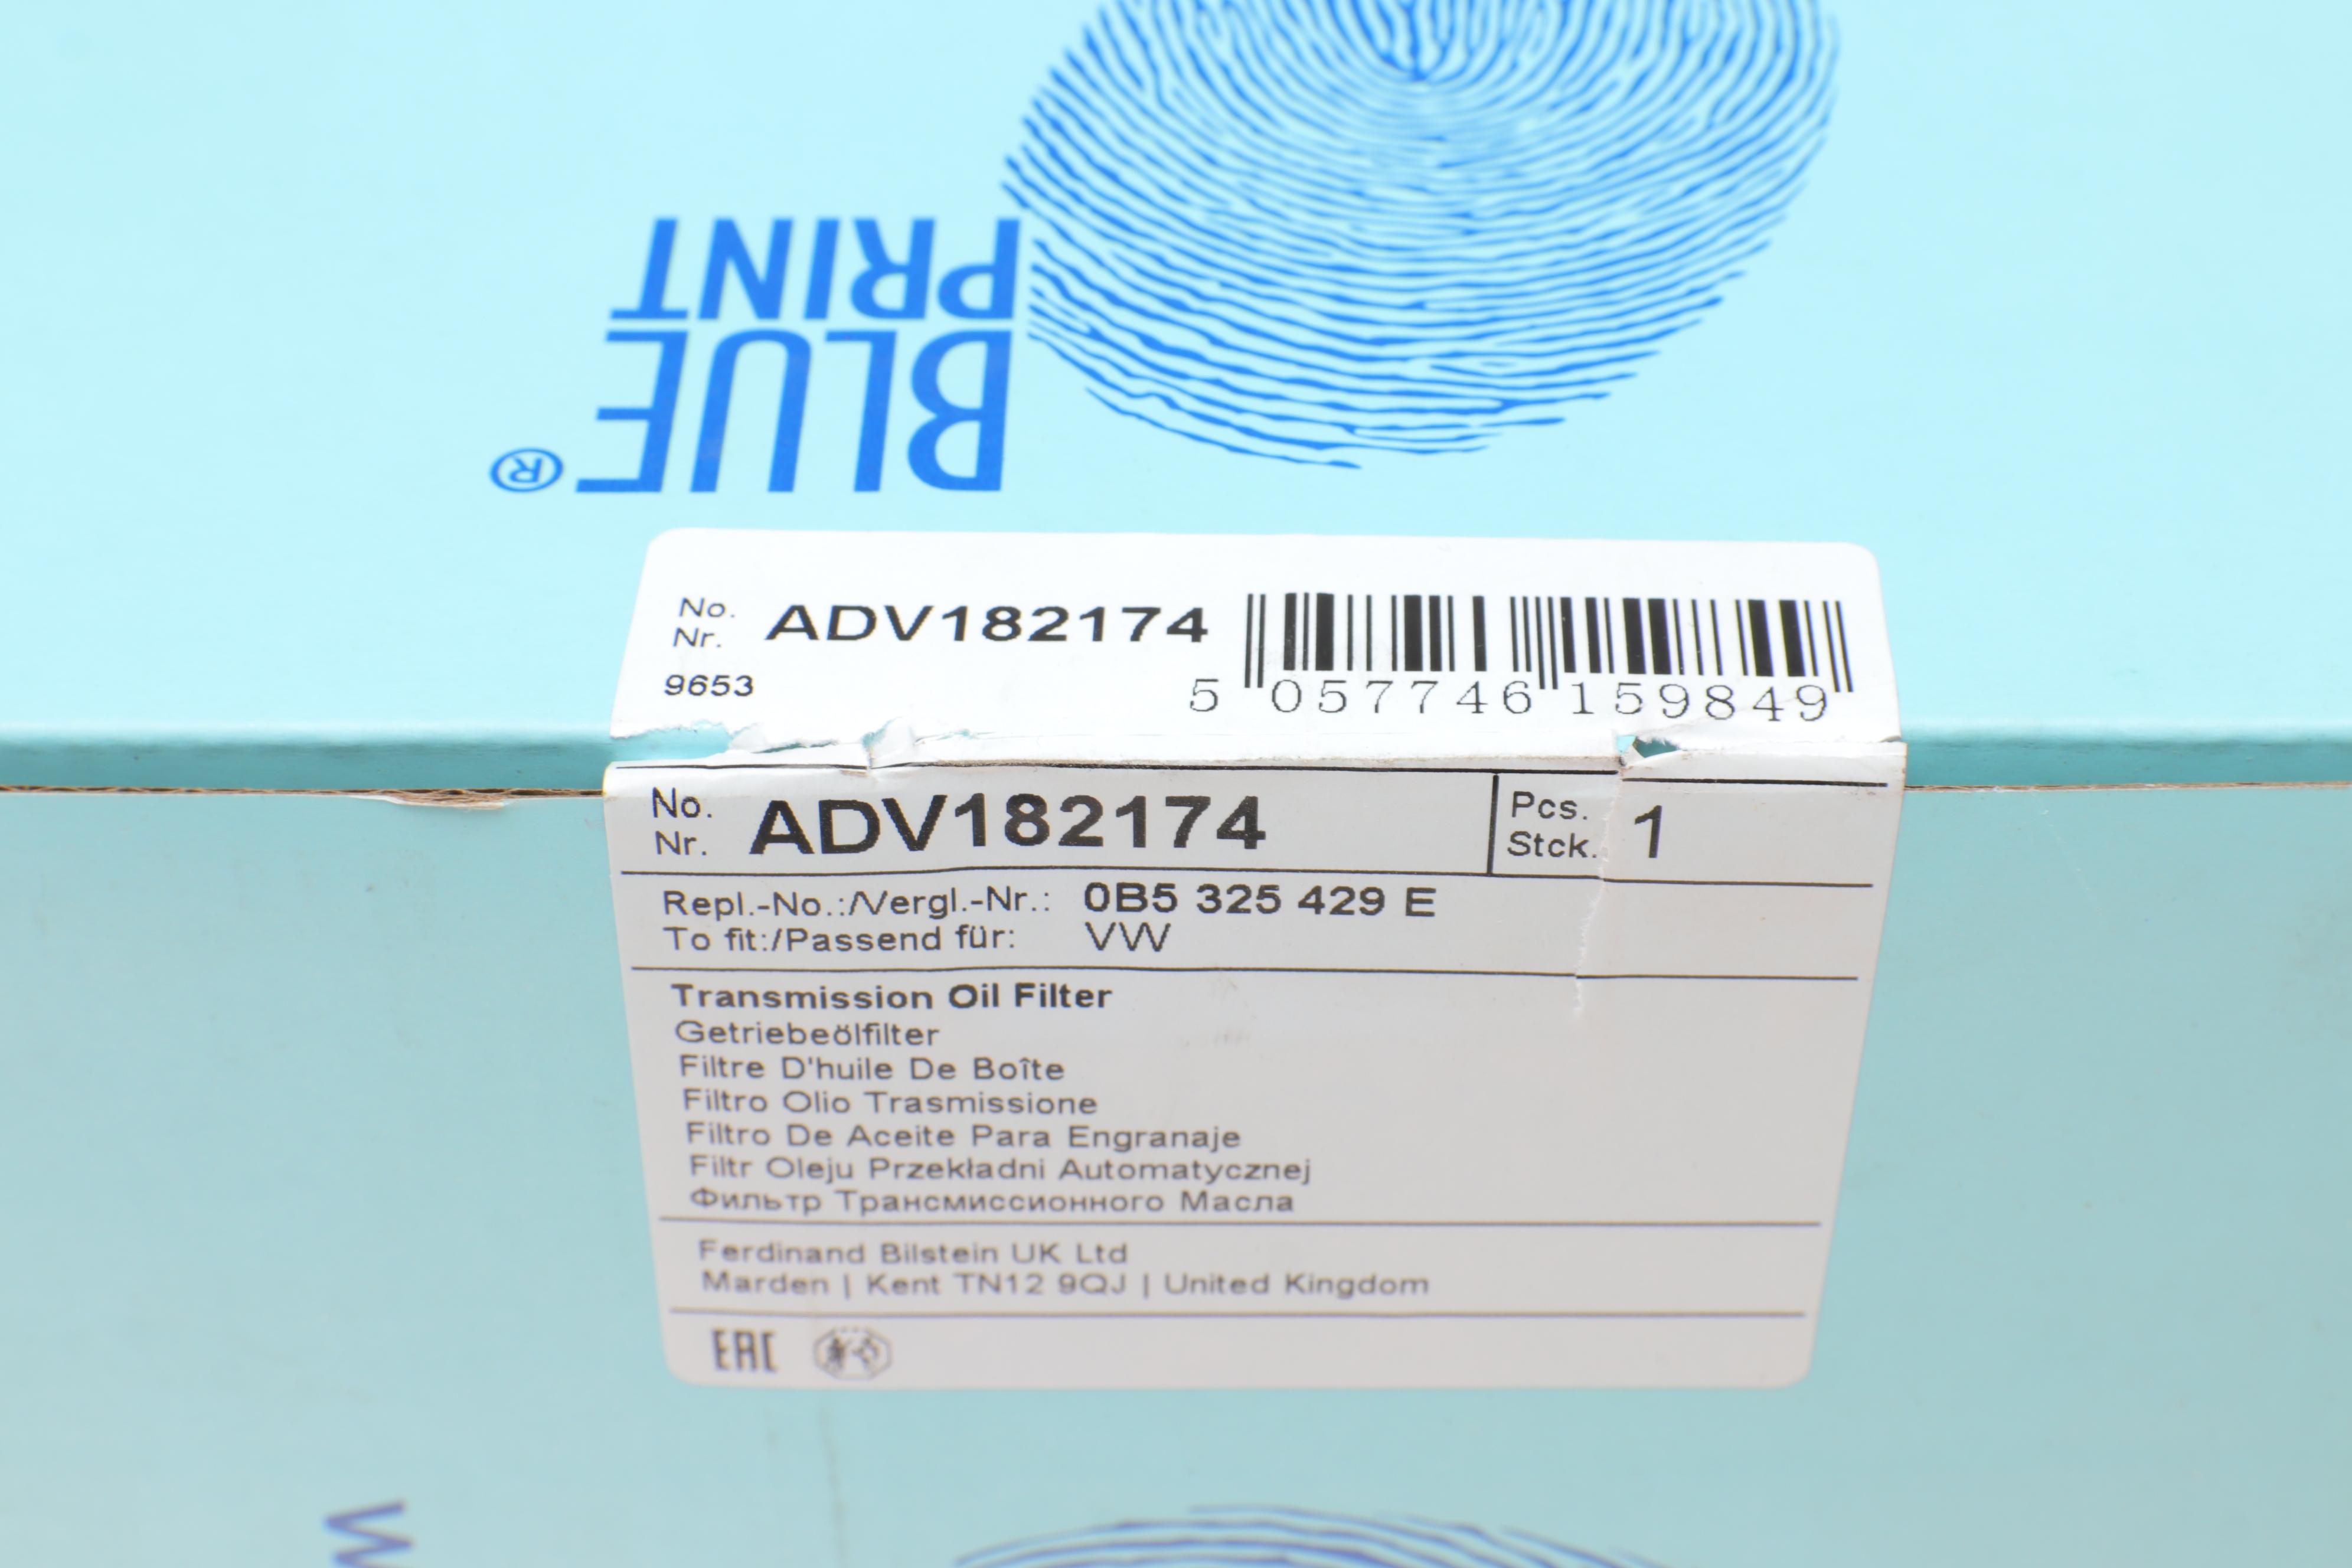 BLUE
PRINT
®
No.
Nr.
ADV182174
9653
5 057746 159849
No.
Nr.
ADV182174
Pcs.
Stck.
1
Repl.-No.:/Vergl.-Nr.: 0B5 325 429 E
To fit:/Passend für: VW
Transmission Oil Filter
Getriebeölfilter
Filtre D'huile De Boîte
Filtro Olio Trasmissione
Filtro De Aceite Para Engranaje
Filtr Oleju Przekładni Automatycznej
Фильтр Трансмиссионного Масла
Ferdinand Bilstein UK Ltd
Marden | Kent TN12 9QJ | United Kingdom
EAC